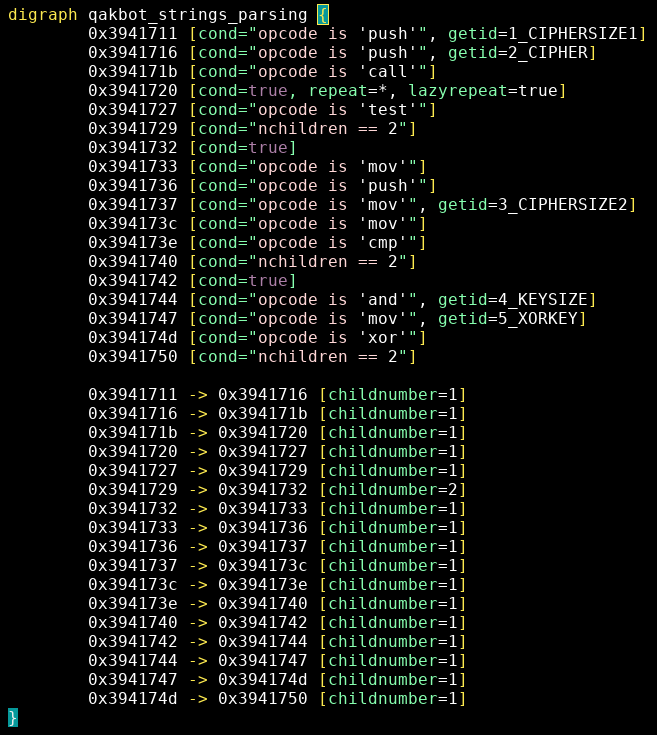 digraph qakbot_strings_parsing {
        0x3941711 [cond="opcode is 'push'", getid=1_CIPHERSIZE1]
        0x3941716 [cond="opcode is 'push'", getid=2_CIPHER]
        0x394171b [cond="opcode is 'call'"]
        0x3941720 [cond=true, repeat=*, lazyrepeat=true]
        0x3941727 [cond="opcode is 'test'"]
        0x3941729 [cond="nchildren == 2"]
        0x3941732 [cond=true]
        0x3941733 [cond="opcode is 'mov'"]
        0x3941736 [cond="opcode is 'push'"]
        0x3941737 [cond="opcode is 'mov'", getid=3_CIPHERSIZE2]
        0x394173c [cond="opcode is 'mov'"]
        0x394173e [cond="opcode is 'cmp'"]
        0x3941740 [cond="nchildren == 2"]
        0x3941742 [cond=true]
        0x3941744 [cond="opcode is 'and'", getid=4_KEYSIZE]
        0x3941747 [cond="opcode is 'mov'", getid=5_XORKEY]
        0x394174d [cond="opcode is 'xor'"]
        0x3941750 [cond="nchildren == 2"]

        0x3941711 -> 0x3941716 [childnumber=1]
        0x3941716 -> 0x394171b [childnumber=1]
        0x394171b -> 0x3941720 [childnumber=1]
        0x3941720 -> 0x3941727 [childnumber=1]
        0x3941727 -> 0x3941729 [childnumber=1]
        0x3941729 -> 0x3941732 [childnumber=2]
        0x3941732 -> 0x3941733 [childnumber=1]
        0x3941733 -> 0x3941736 [childnumber=1]
        0x3941736 -> 0x3941737 [childnumber=1]
        0x3941737 -> 0x394173c [childnumber=1]
        0x394173c -> 0x394173e [childnumber=1]
        0x394173e -> 0x3941740 [childnumber=1]
        0x3941740 -> 0x3941742 [childnumber=1]
        0x3941742 -> 0x3941744 [childnumber=1]
        0x3941744 -> 0x3941747 [childnumber=1]
        0x3941747 -> 0x394174d [childnumber=1]
        0x394174d -> 0x3941750 [childnumber=1]
}